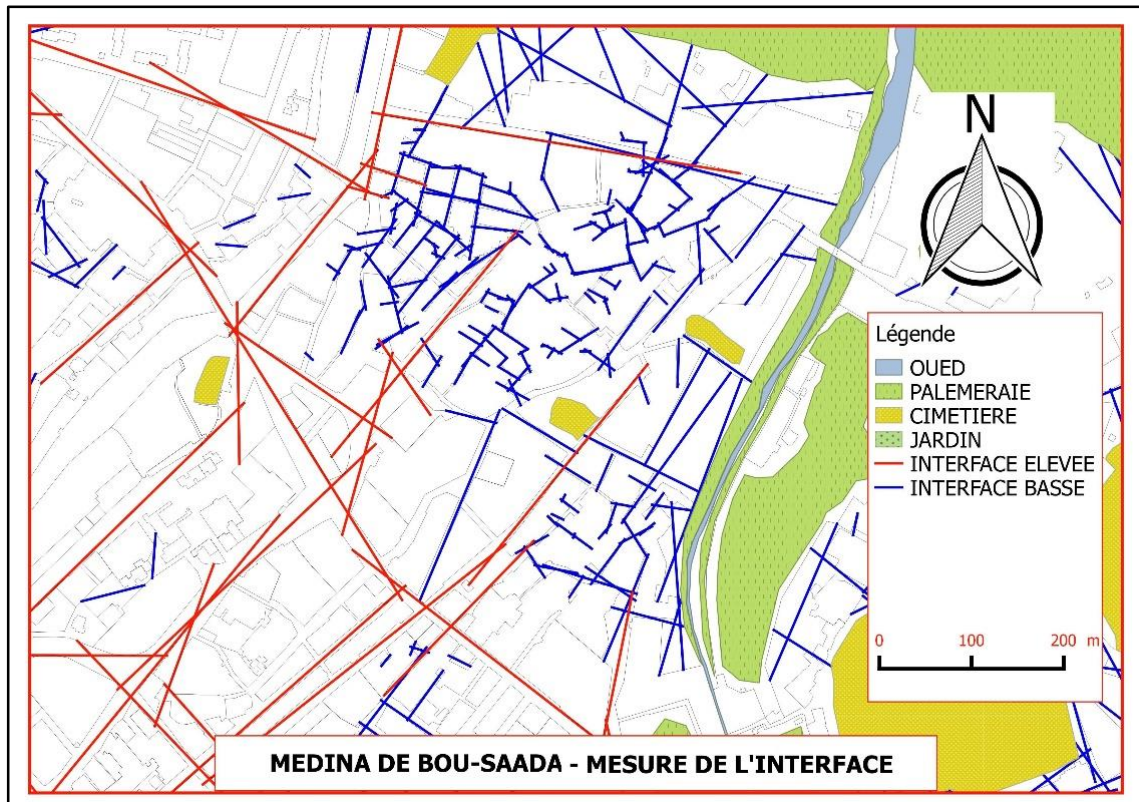 N
Légende
OUED
PALEMERAIE
CIMETIERE
JARDIN
INTERFACE ELEVEE
INTERFACE BASSE
0 100 200 m
MEDINA DE BOU-SAADA - MESURE DE L'INTERFACE